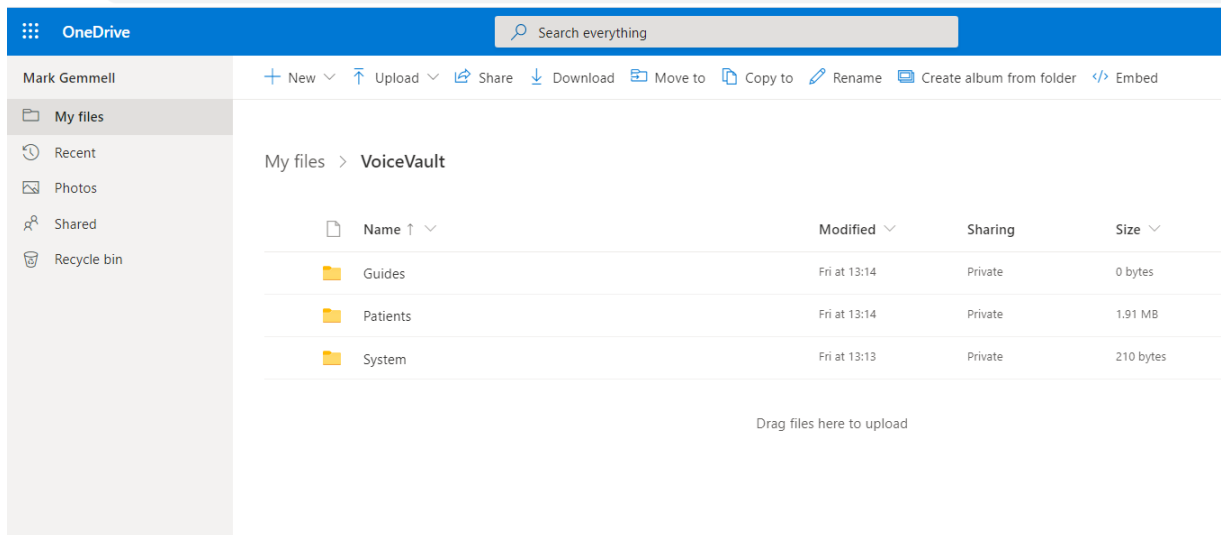 OneDrive
Search everything
Mark Gemmell
New Upload Share Download Move to Copy to Rename Create album from folder Embed
My files
Recent
Photos
Shared
Recycle bin
My files > VoiceVault
Name ↑ Modified Sharing Size
Guides Fri at 13:14 Private 0 bytes
Patients Fri at 13:14 Private 1.91 MB
System Fri at 13:13 Private 210 bytes
Drag files here to upload